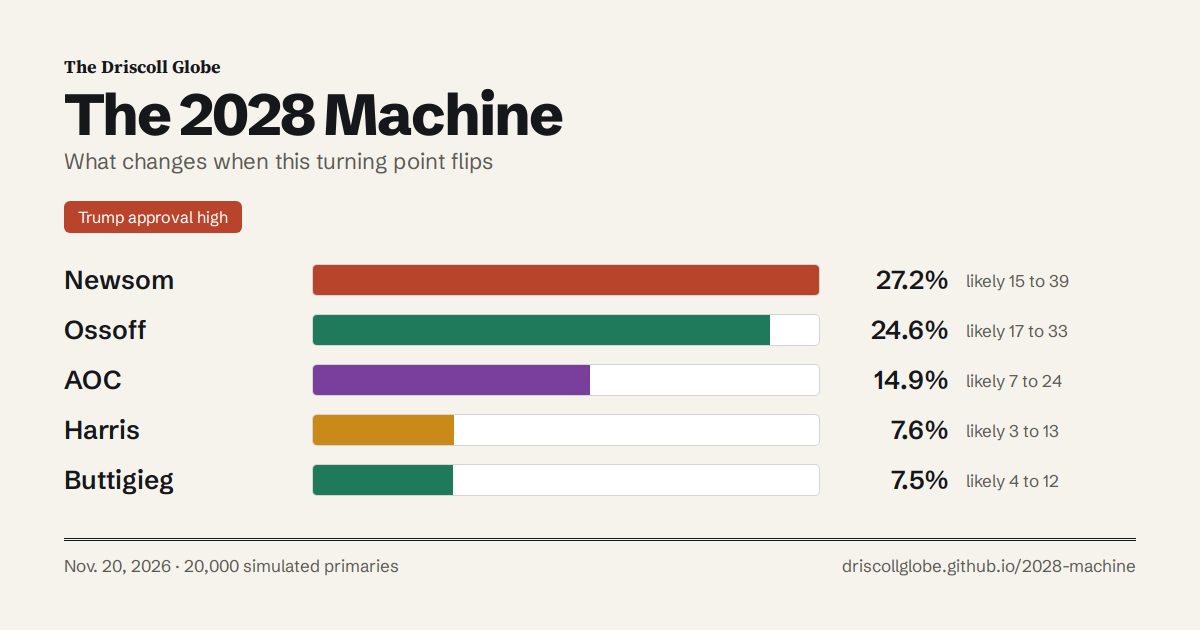 The Driscoll Globe
The 2028 Machine
What changes when this turning point flips
Trump approval high
Newsom 27.2% likely 15 to 39
Ossoff 24.6% likely 17 to 33
AOC 14.9% likely 7 to 24
Harris 7.6% likely 3 to 13
Buttigieg 7.5% likely 4 to 12
Nov. 20, 2026 · 20,000 simulated primaries driscollglobe.github.io/2028-machine